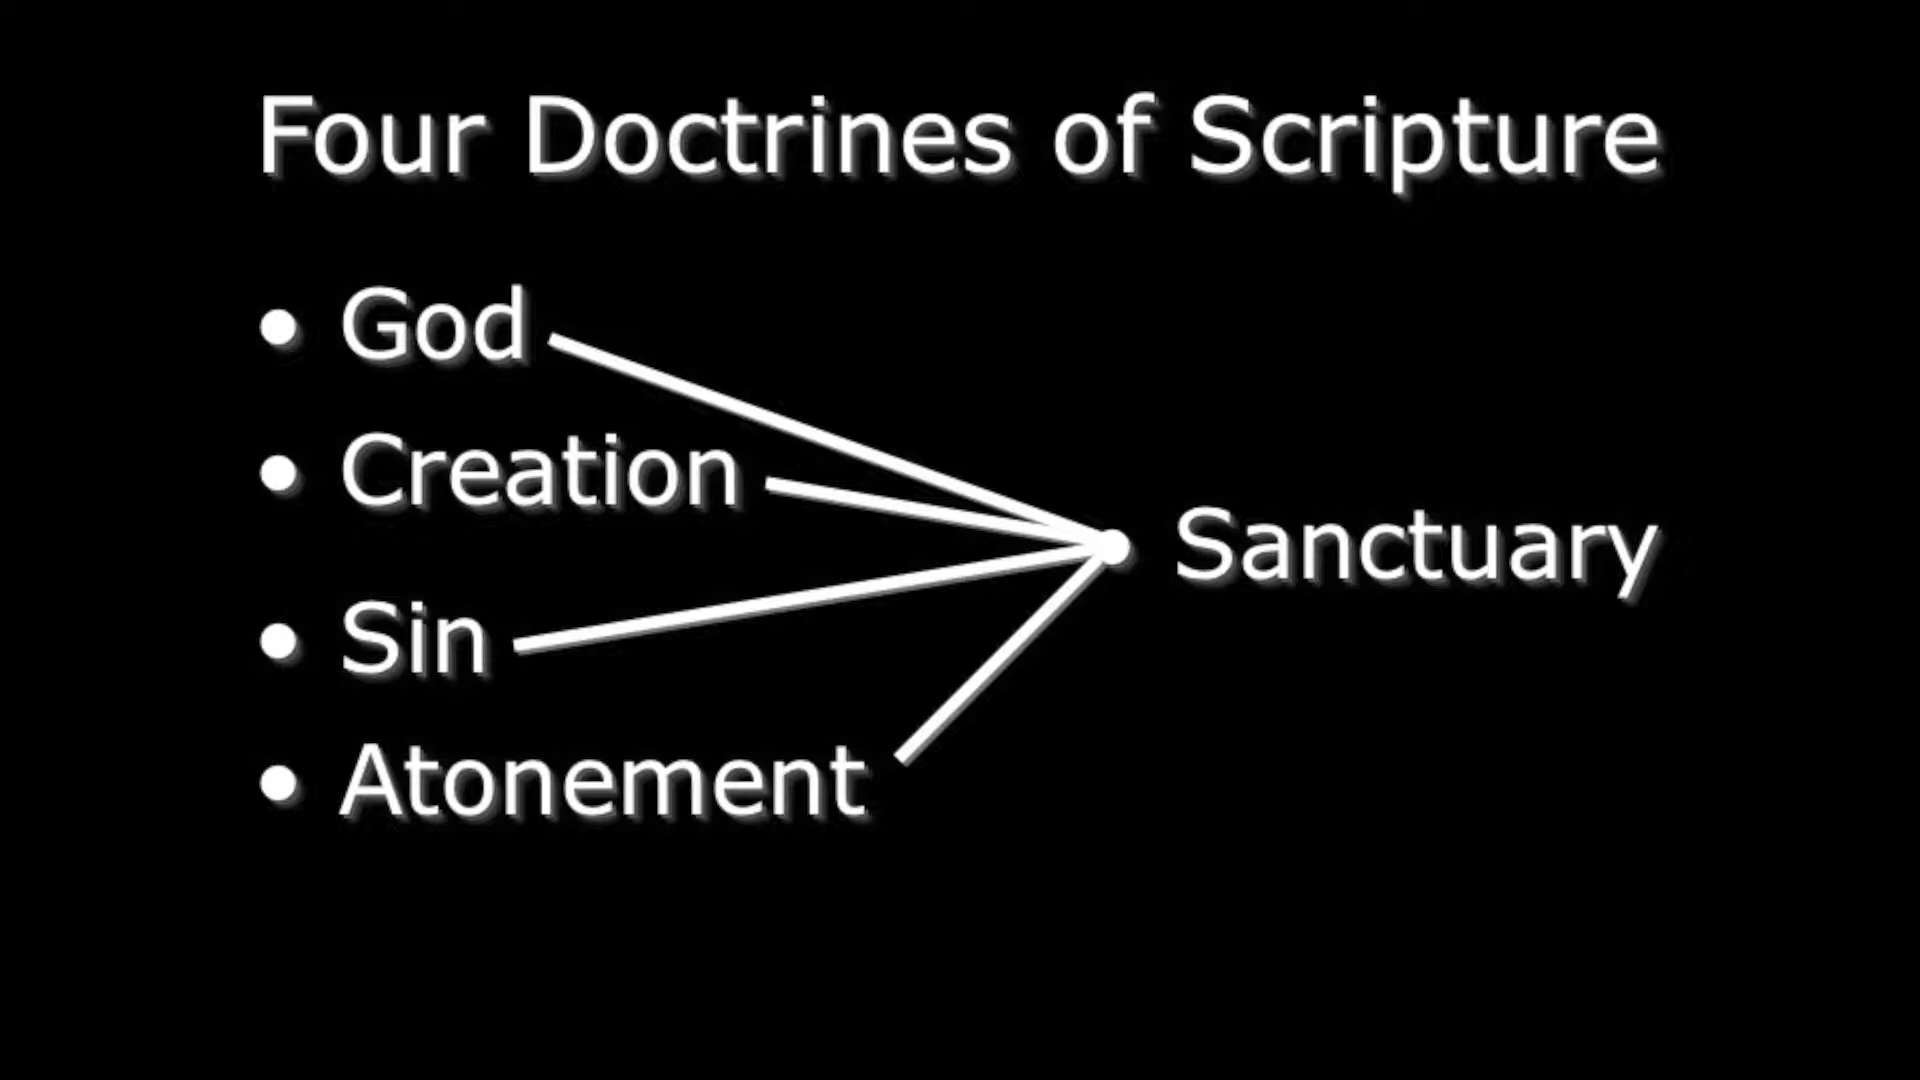 Four Doctrines of Scripture
• God
• Creation
• Sin
• Atonement
Sanctuary